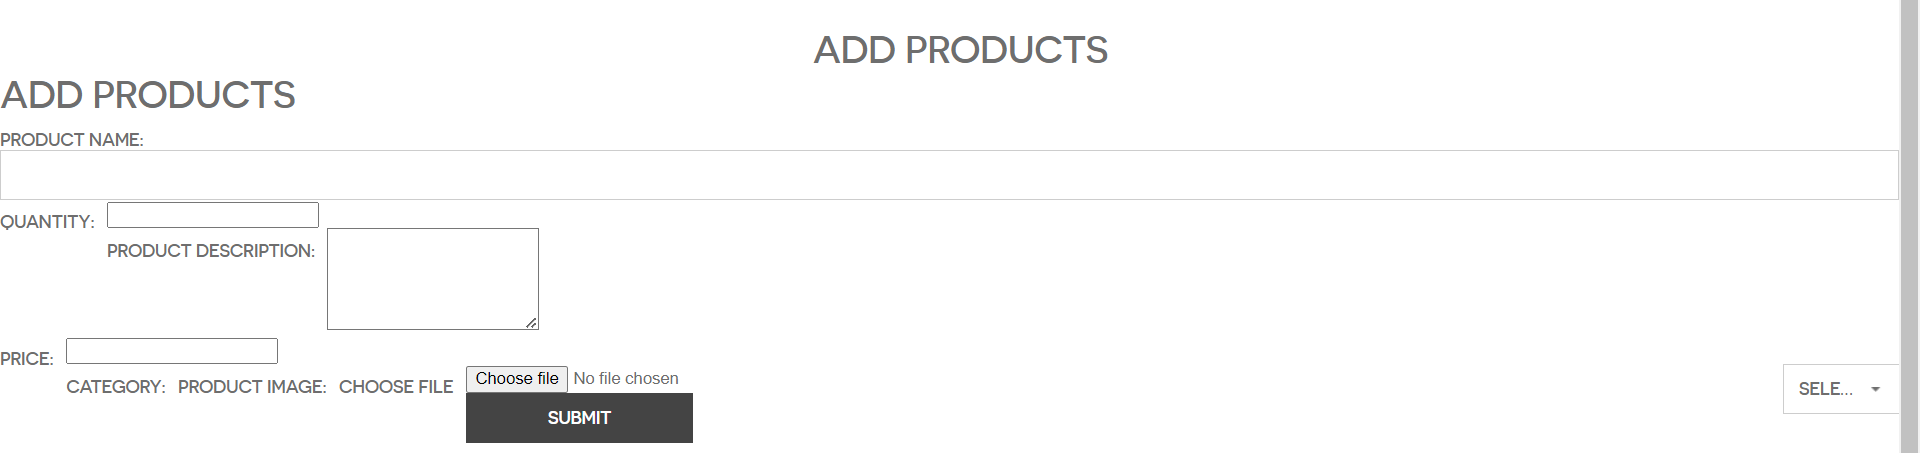 ADD PRODUCTS
ADD PRODUCTS
PRODUCT NAME:
QUANTITY:
PRODUCT DESCRIPTION:
PRICE:
CATEGORY: PRODUCT IMAGE: CHOOSE FILE Choose file No file chosen SELE...
SUBMIT